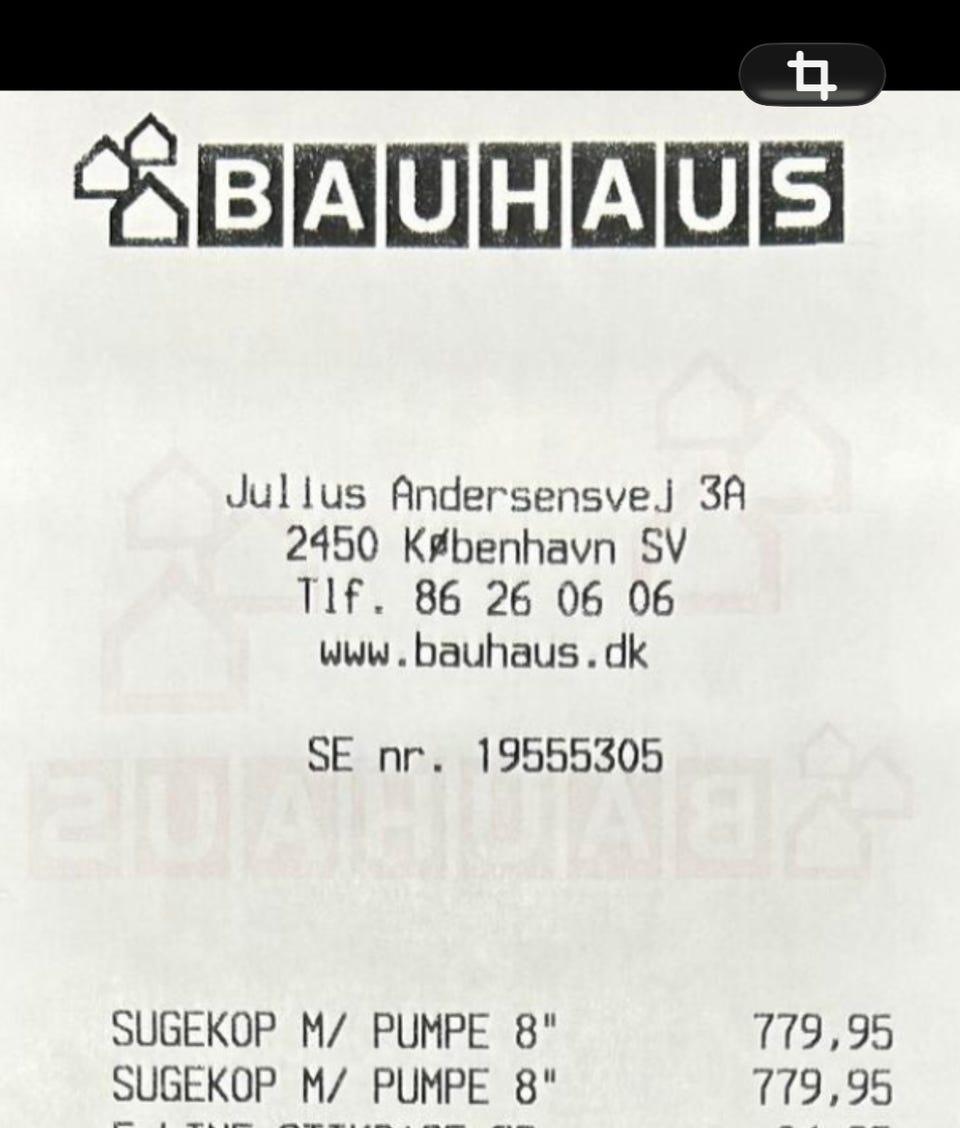 BAUHAUS
Julius Andersensvej 3A
2450 København SV
Tlf. 86 26 06 06
www.bauhaus.dk
SE nr. 19555305
BAUHAUS
SUGEKOP M/ PUMPE 8" 779,95
SUGEKOP M/ PUMPE 8" 779,95